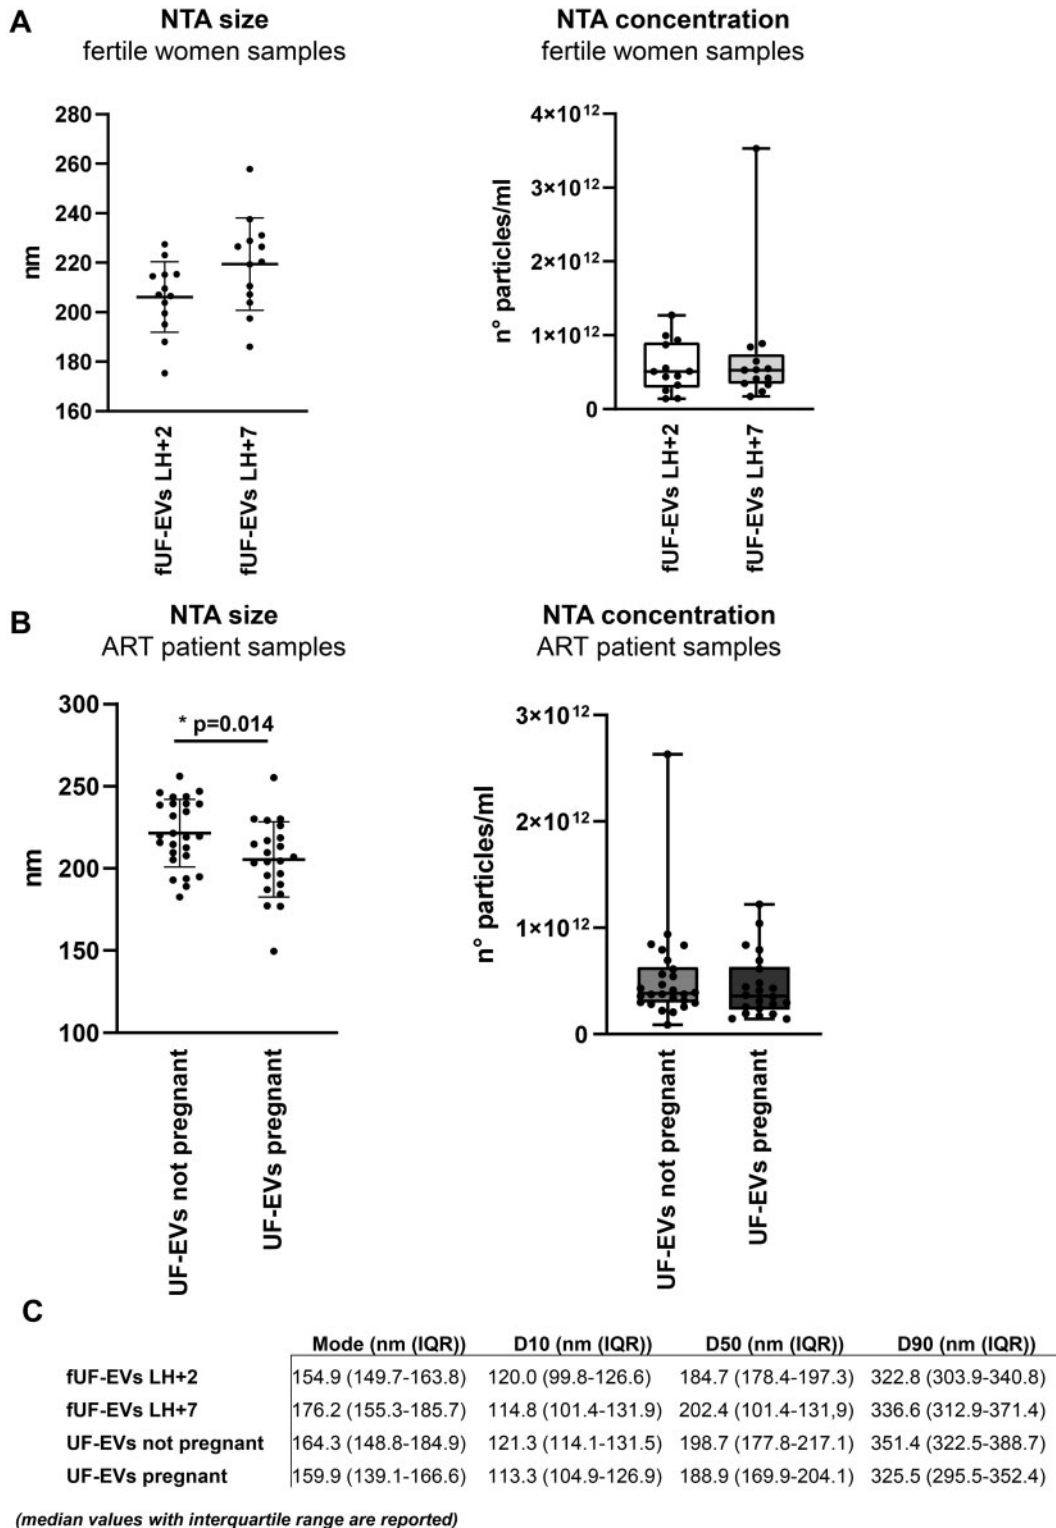 A
NTA size
fertile women samples
NTA concentration
fertile women samples
280
260
240
220
200
180
160
nm
fUF-EVs LH+2
fUF-EVs LH+7
4×10¹²
3×10¹²
2×10¹²
1×10¹²
0
n° particles/ml
fUF-EVs LH+2
fUF-EVs LH+7
B
NTA size
ART patient samples
NTA concentration
ART patient samples
300
250
200
150
100
nm
* p=0.014
UF-EVs not pregnant
UF-EVs pregnant
3×10¹²
2×10¹²
1×10¹²
0
n° particles/ml
UF-EVs not pregnant
UF-EVs pregnant
C
Mode (nm (IQR)) D10 (nm (IQR)) D50 (nm (IQR)) D90 (nm (IQR))
fUF-EVs LH+2 154.9 (149.7-163.8) 120.0 (99.8-126.6) 184.7 (178.4-197.3) 322.8 (303.9-340.8)
fUF-EVs LH+7 176.2 (155.3-185.7) 114.8 (101.4-131.9) 202.4 (101.4-131,9) 336.6 (312.9-371.4)
UF-EVs not pregnant 164.3 (148.8-184.9) 121.3 (114.1-131.5) 198.7 (177.8-217.1) 351.4 (322.5-388.7)
UF-EVs pregnant 159.9 (139.1-166.6) 113.3 (104.9-126.9) 188.9 (169.9-204.1) 325.5 (295.5-352.4)
(median values with interquartile range are reported)